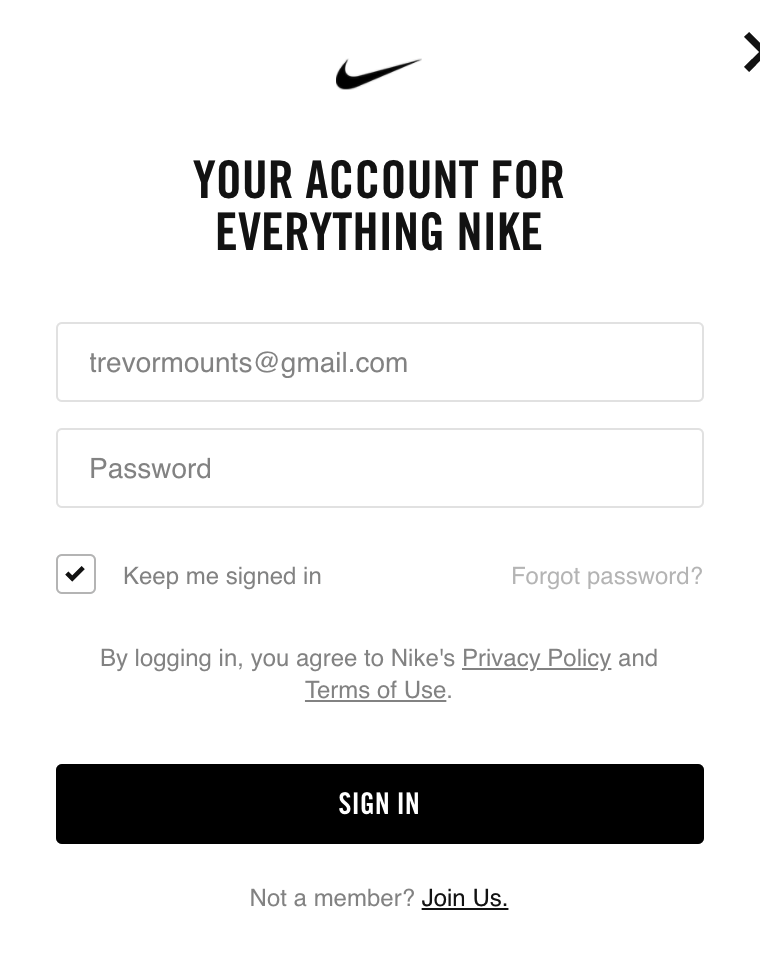 YOUR ACCOUNT FOR
EVERYTHING NIKE
trevormounts@gmail.com
Password
Keep me signed in
Forgot password?
By logging in, you agree to Nike's Privacy Policy and
Terms of Use.
SIGN IN
Not a member? Join Us.